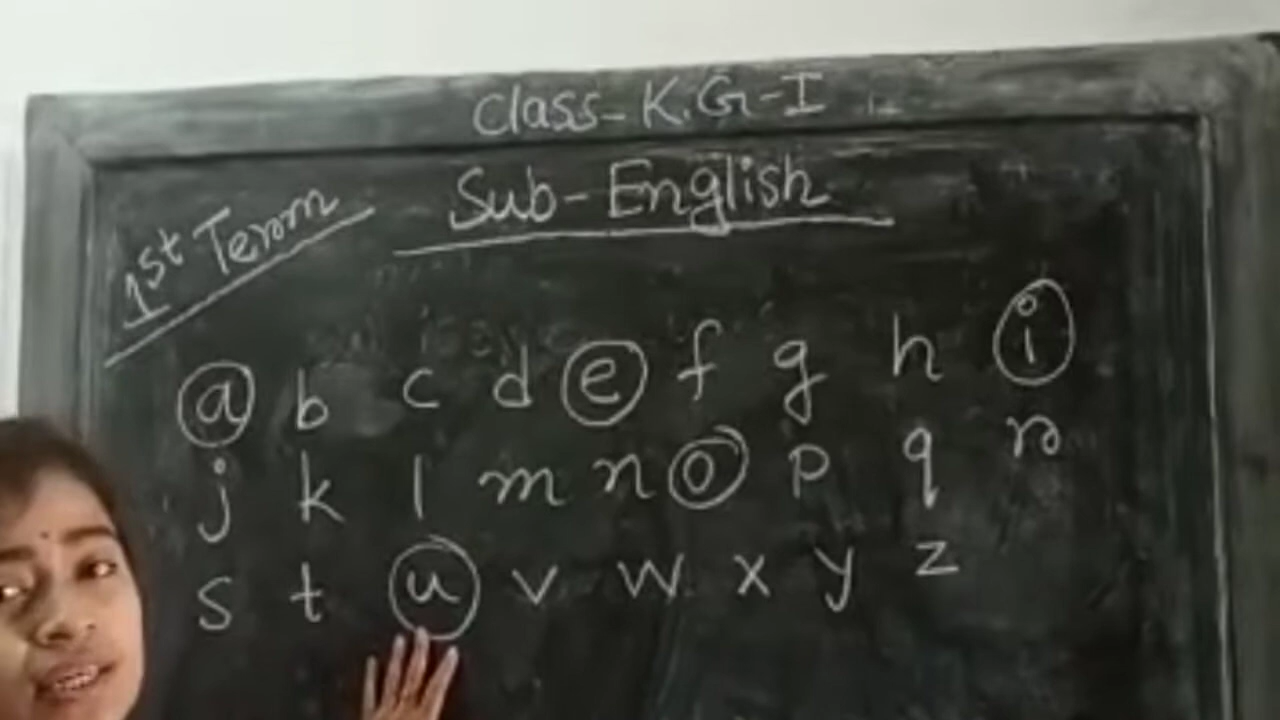 Class-K.G-I
Sub-English
1st Term
a b c d e f g h i
j k l m n o p q r
s t u v w x y z